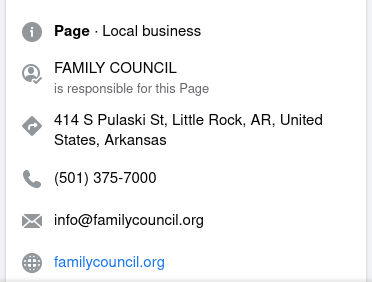 Page · Local business
FAMILY COUNCIL
is responsible for this Page
414 S Pulaski St, Little Rock, AR, United
States, Arkansas
(501) 375-7000
info@familycouncil.org
familycouncil.org